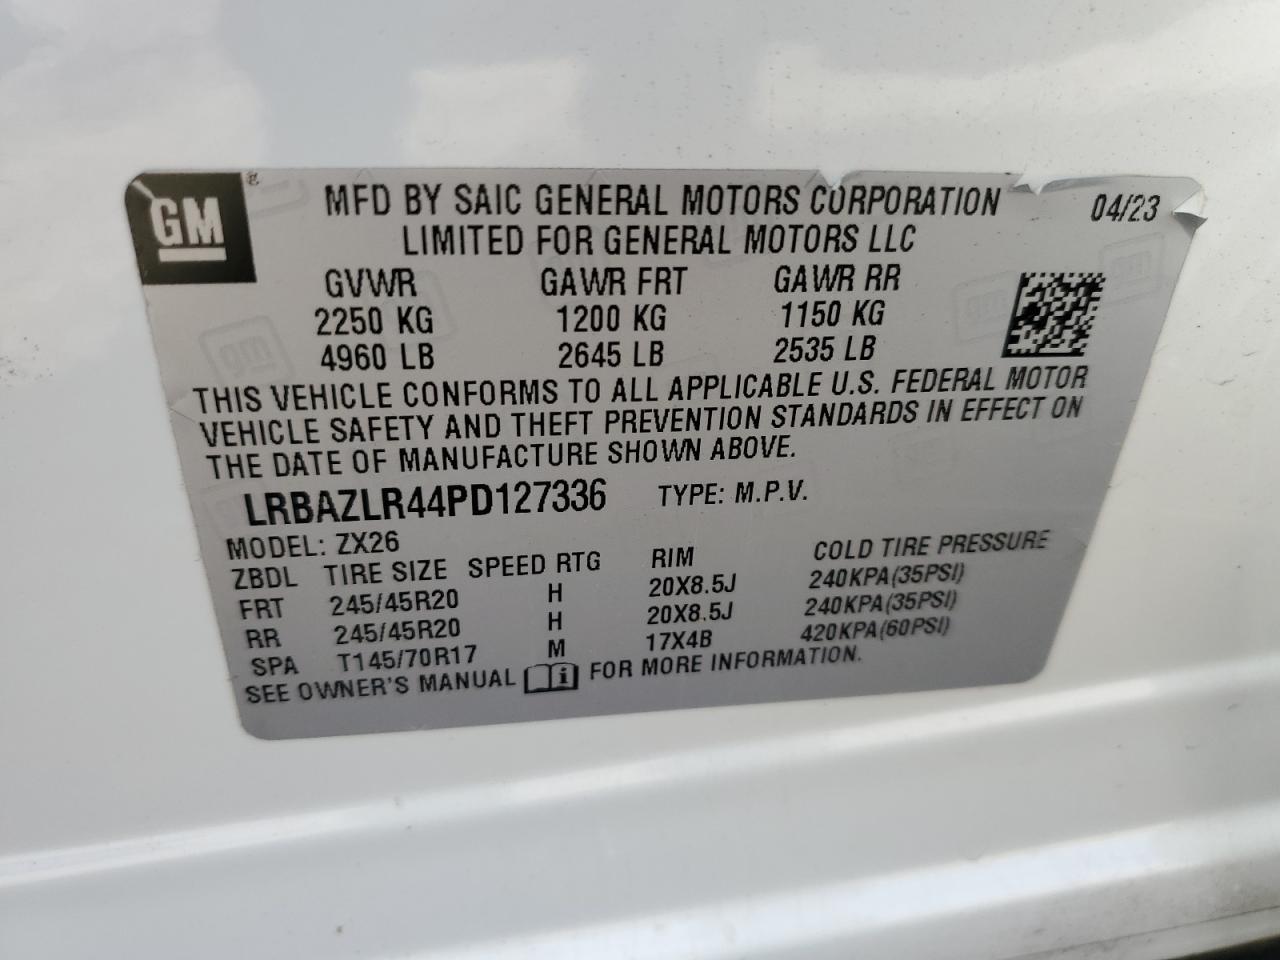 GM
MFD BY SAIC GENERAL MOTORS CORPORATION 04/23
LIMITED FOR GENERAL MOTORS LLC
GVWR GAWR FRT GAWR RR
2250 KG 1200 KG 1150 KG
4960 LB 2645 LB 2535 LB
THIS VEHICLE CONFORMS TO ALL APPLICABLE U.S. FEDERAL MOTOR
VEHICLE SAFETY AND THEFT PREVENTION STANDARDS IN EFFECT ON
THE DATE OF MANUFACTURE SHOWN ABOVE.
LRBAZLR44PD127336 TYPE: M.P.V.
MODEL: ZX26
ZBDL TIRE SIZE SPEED RTG RIM COLD TIRE PRESSURE
FRT 245/45R20 H 20X8.5J 240KPA(35PSI)
RR 245/45R20 H 20X8.5J 240KPA(35PSI)
SPA T145/70R17 M 17X4B 420KPA(60PSI)
SEE OWNER'S MANUAL i FOR MORE INFORMATION.